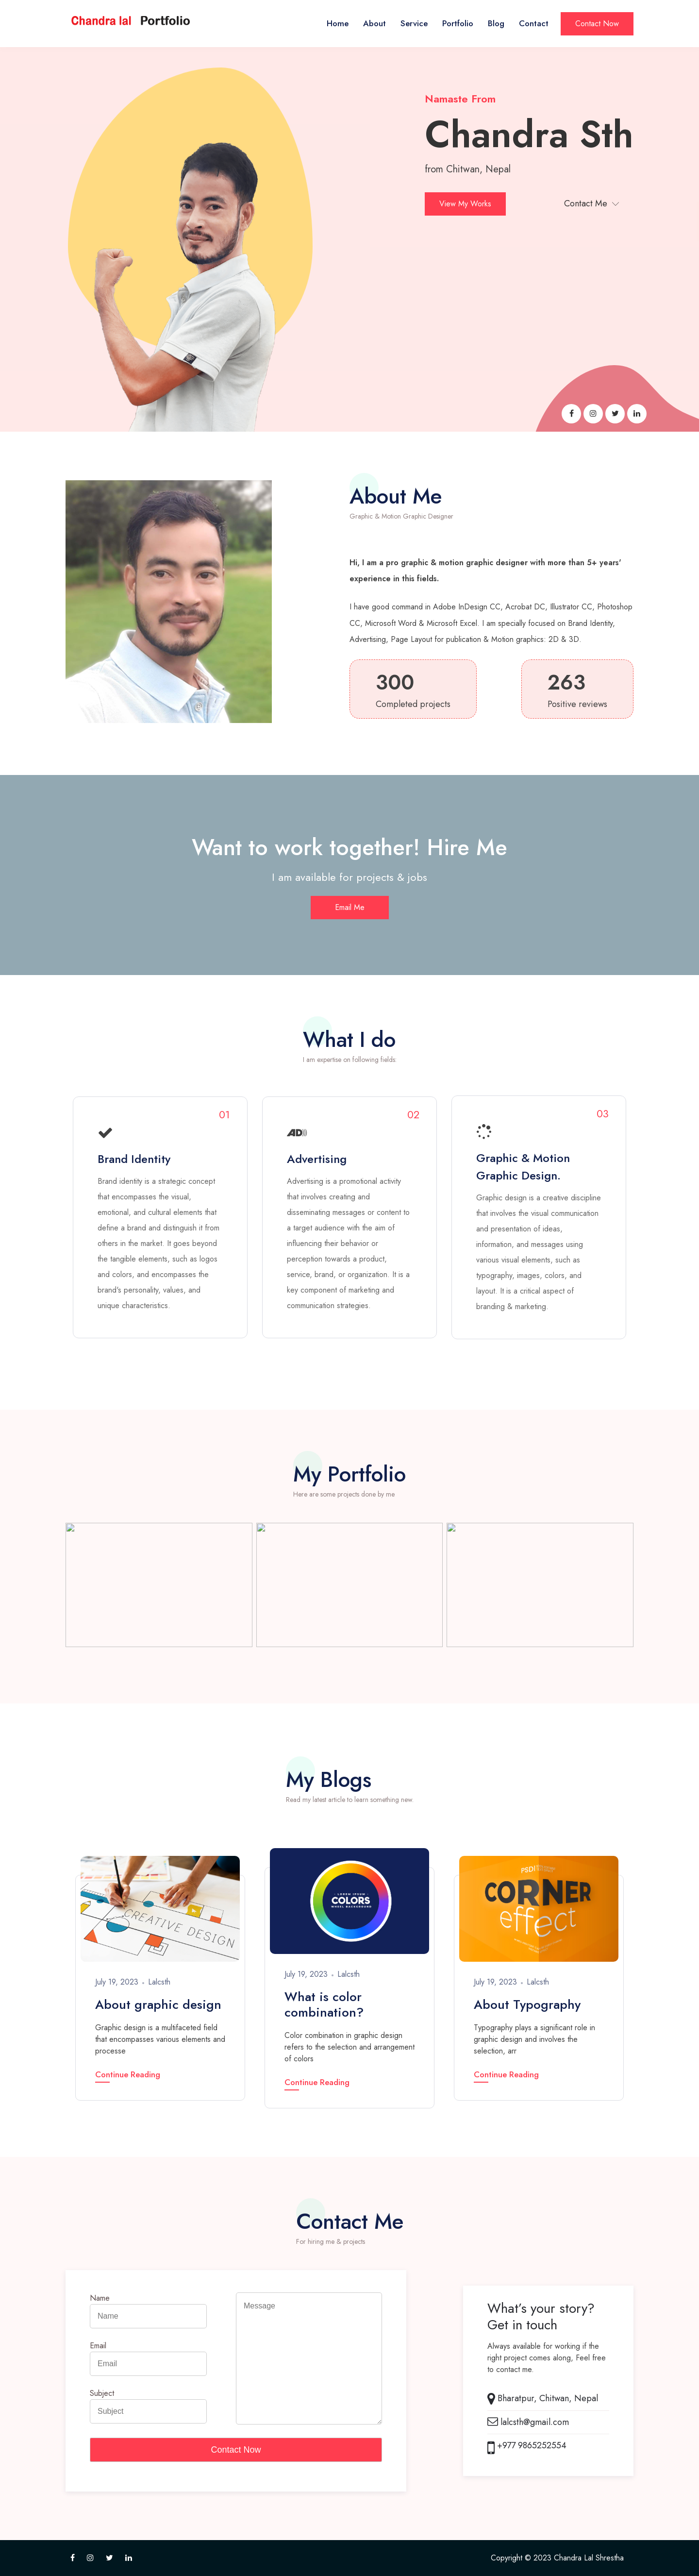 Chandra lal Portfolio
Home About Service Portfolio Blog Contact Contact Now
Namaste From
Chandra Sth
from Chitwan, Nepal
View My Works
Contact Me
About Me
Graphic & Motion Graphic Designer
Hi, I am a pro graphic & motion graphic designer with more than 5+ years'
experience in this fields.
I have good command in Adobe InDesign CC, Acrobat DC, Illustrator CC, Photoshop
CC, Microsoft Word & Microsoft Excel. I am specially focused on Brand Identity,
Advertising, Page Layout for publication & Motion graphics: 2D & 3D.
300
Completed projects
263
Positive reviews
Want to work together! Hire Me
I am available for projects & jobs
Email Me
What I do
I am expertise on following fields
01
Brand Identity
Brand identity is a strategic concept
that encompasses the visual,
emotional, and cultural elements that
define a brand and distinguish it from
others in the market. It goes beyond
the tangible elements, such as logos
and colors, and encompasses the
brand's personality, values, and
unique characteristics.
02
AD
Advertising
Advertising is a promotional activity
that involves creating and
disseminating messages or content to
a target audience with the aim of
influencing their behavior or
perception towards a product,
service, brand, or organization. It is a
key component of marketing and
communication strategies.
03
Graphic & Motion
Graphic Design.
Graphic design is a creative discipline
that involves the visual communication
and presentation of ideas,
information, and messages using
various visual elements, such as
typography, images, colors, and
layout. It is a critical aspect of
branding & marketing.
My Portfolio
Here are some projects done by me
My Blogs
Read my latest article to learn something new
CREATIVE DESIGN
July 19, 2023 • Lalcsth
About graphic design
Graphic design is a multifaceted field
that encompasses various elements and
processe
Continue Reading
LOREM IPSUM
COLORS
WHEEL BACKGROUND
July 19, 2023 • Lalcsth
What is color
combination?
Color combination in graphic design
refers to the selection and arrangement
of colors
Continue Reading
CORNER
effect
July 19, 2023 • Lalcsth
About Typography
Typography plays a significant role in
graphic design and involves the
selection, arr
Continue Reading
Contact Me
For hiring me & projects
Name
Name
Email
Email
Subject
Subject
Message
Contact Now
What's your story?
Get in touch
Always available for working if the
right project comes along, Feel free
to contact me.
Bharatpur, Chitwan, Nepal
lalcsth@gmail.com
+977 9865252554
Copyright © 2023 Chandra Lal Shrestha